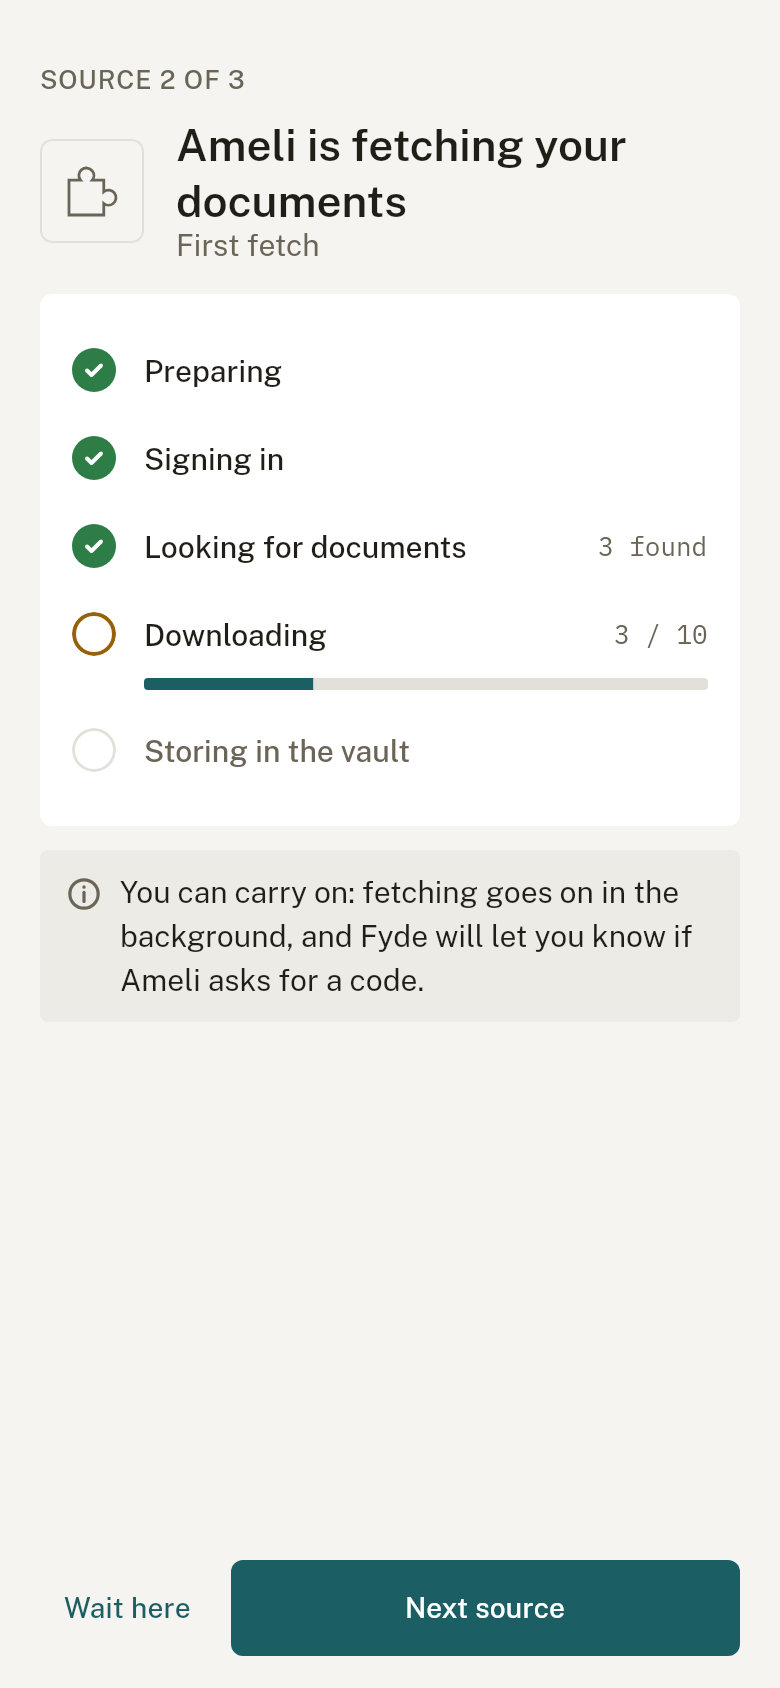 SOURCE 2 OF 3
Ameli is fetching your
documents
First fetch
Preparing
Signing in
Looking for documents 3 found
Downloading 3 / 10
Storing in the vault
You can carry on: fetching goes on in the
background, and Fyde will let you know if
Ameli asks for a code.
Wait here Next source